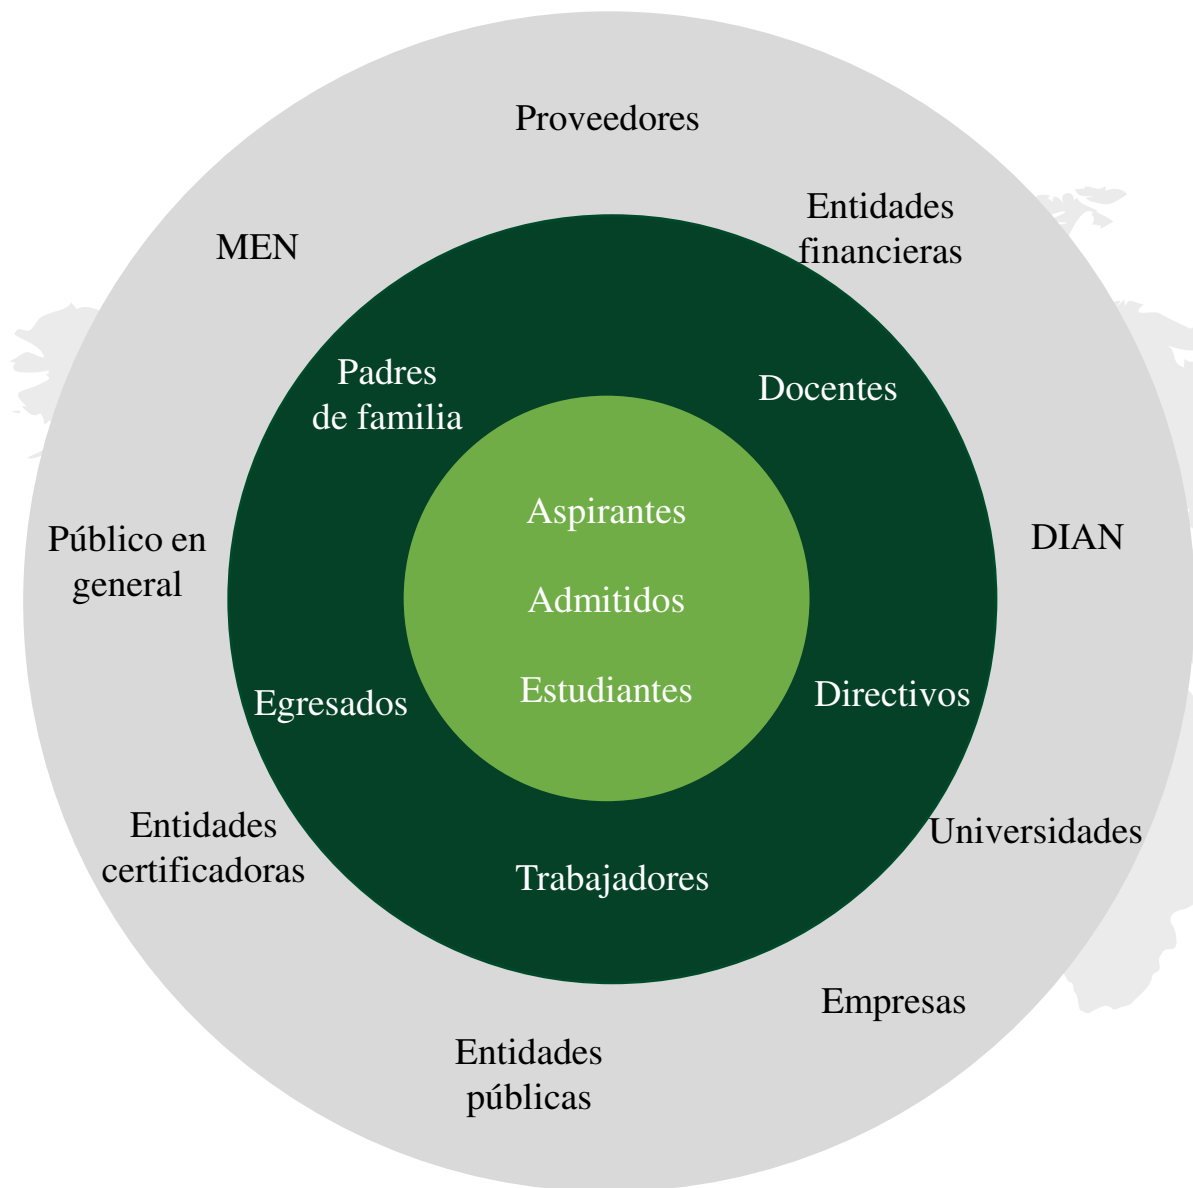 Proveedores
Entidades
financieras
MEN
Padres
de familia
Docentes
Aspirantes
Público en
general
DIAN
Admitidos
Estudiantes
Egresados
Directivos
Entidades
certificadoras
Universidades
Trabajadores
Empresas
Entidades
públicas